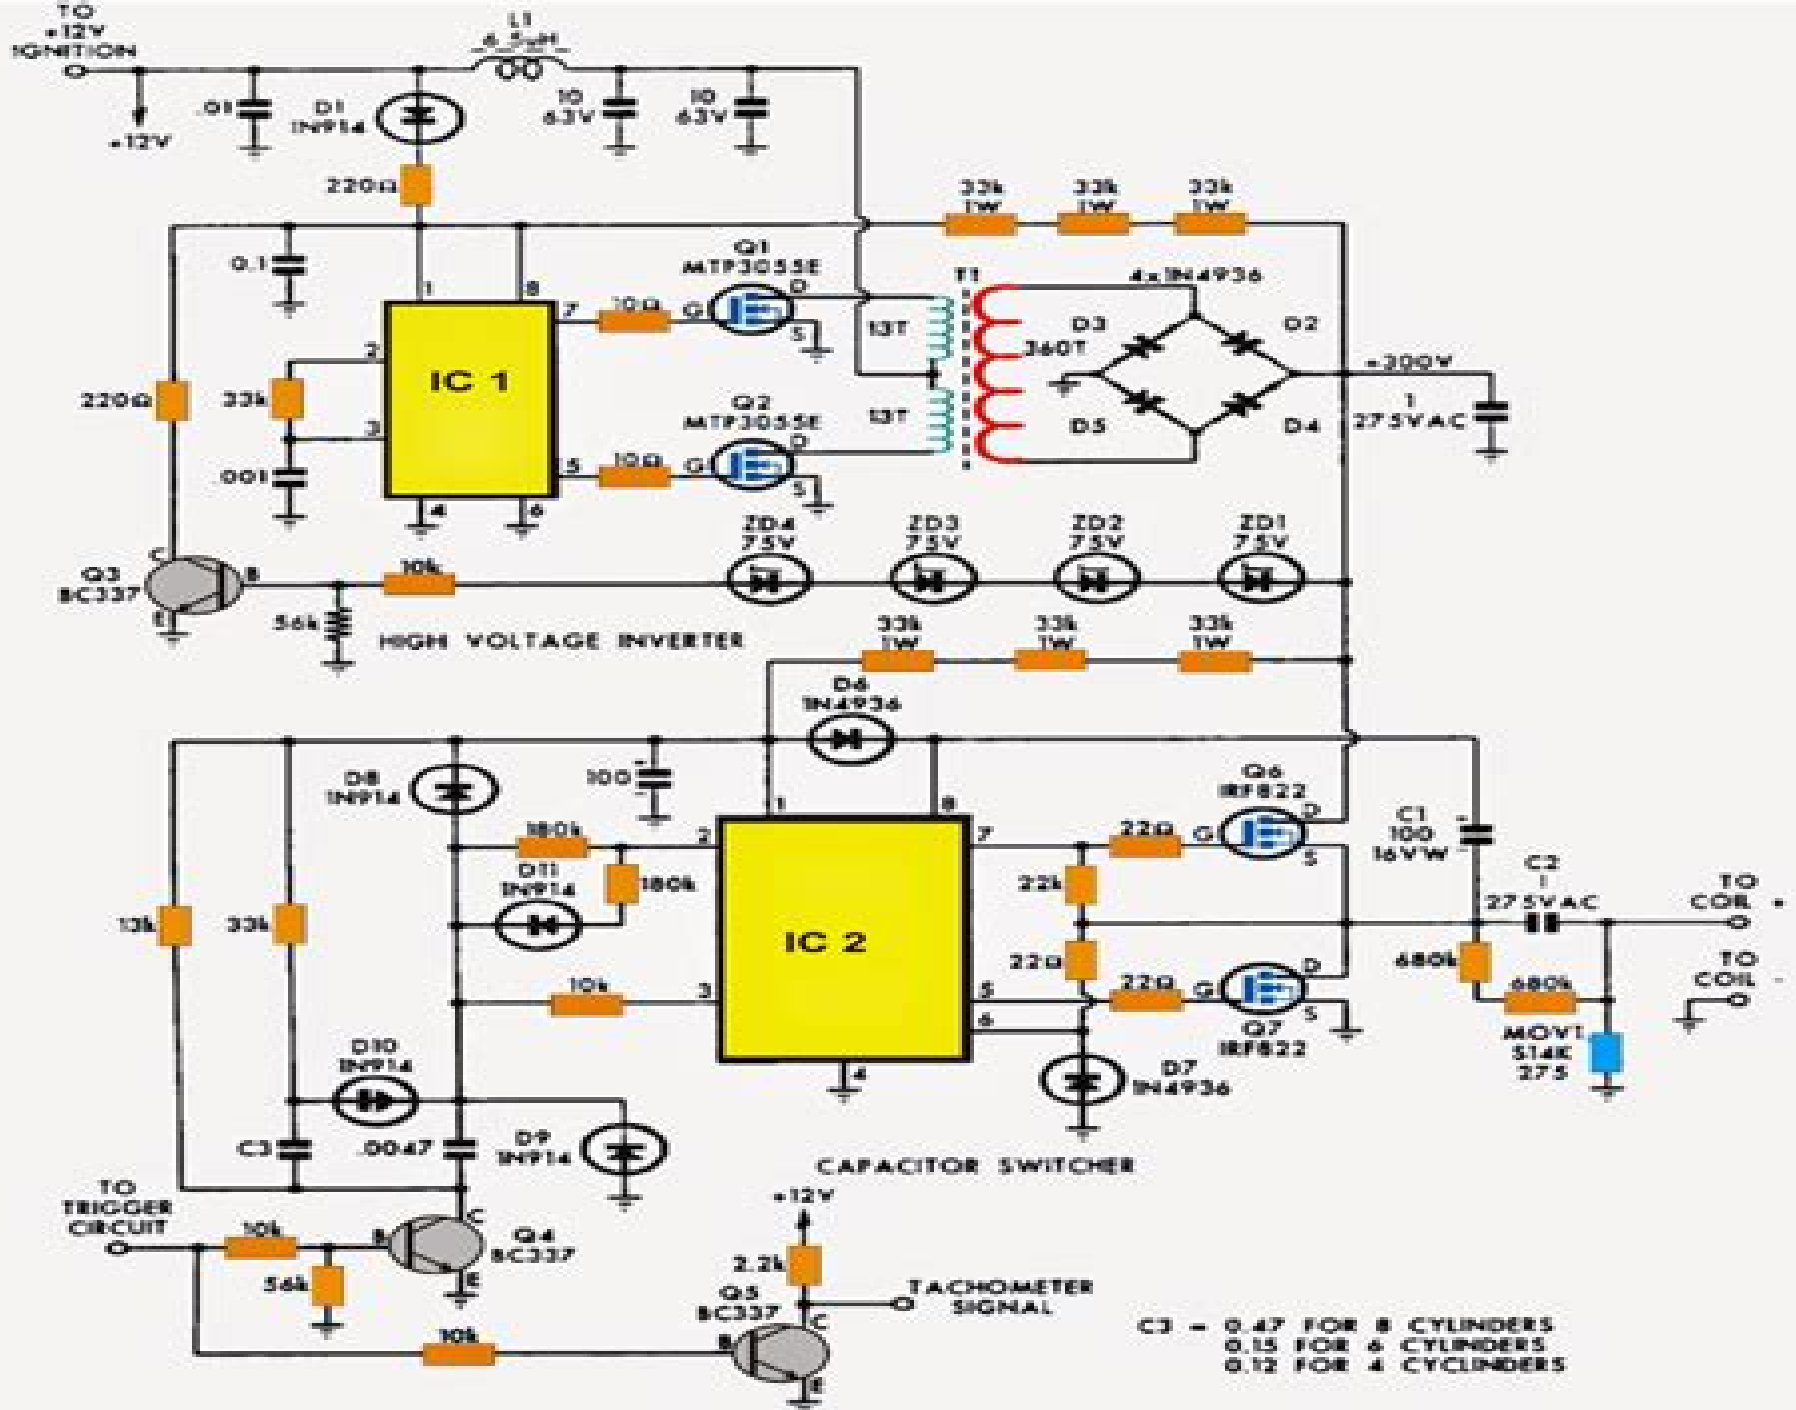 TO
+12V
IGNITION
L1
6.5uH
.01
D1
1N914
10
63V
10
63V
+12V
220Ω
33k
1W
33k
1W
33k
1W
0.1
Q1
MTP3055E
D
G
S
T1
4x1N4936
1
8
7
10Ω
13T
D3
D2
360T
+300V
2
220Ω
33k
IC 1
Q2
MTP3055E
D
G
S
13T
D5
D4
1
275VAC
3
.001
5
10Ω
4
6
ZD4
75V
ZD3
75V
ZD2
75V
ZD1
75V
C
Q3
BC337
B
E
10k
56k
HIGH VOLTAGE INVERTER
33k
1W
33k
1W
33k
1W
D6
1N4936
D8
1N914
100
1
8
Q6
IRF822
D
G
S
C1
100
16VW
180k
2
7
22Ω
D11
1N914
180k
22k
C2
1
275VAC
TO
COIL +
13k
33k
IC 2
22Ω
680k
TO
COIL -
10k
3
5
22Ω
G
D
S
680k
6
Q7
IRF822
MOV1
S14K
275
D10
1N914
4
D7
1N4936
C3
.0047
D9
1N914
CAPACITOR SWITCHER
TO
TRIGGER
CIRCUIT
+12V
10k
B
C
Q4
BC337
E
56k
2.2k
Q5
BC337
TACHOMETER
SIGNAL
10k
B
C
E
C3 = 0.47 FOR 8 CYLINDERS
0.15 FOR 6 CYLINDERS
0.12 FOR 4 CYCLINDERS